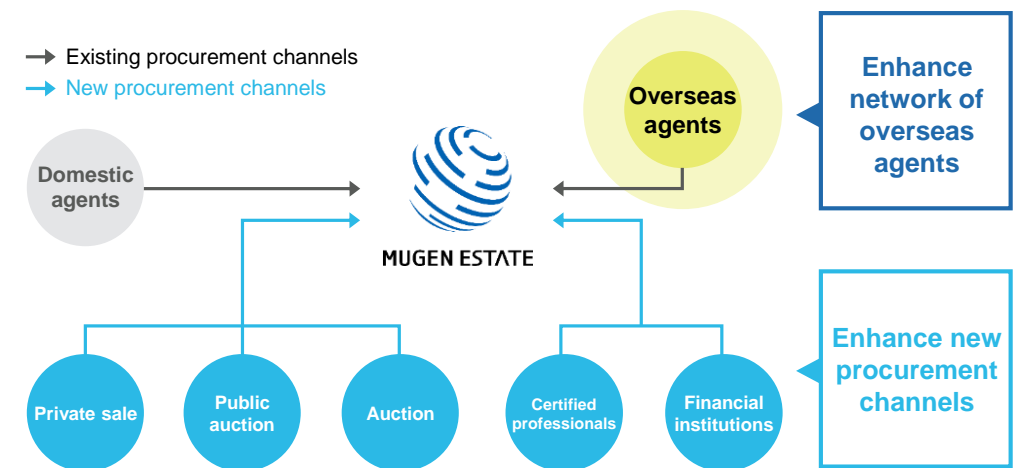 Existing procurement channels
New procurement channels
Overseas
agents
Enhance
network of
overseas
agents
Domestic
agents
MUGEN ESTATE
Private sale
Public
auction
Auction
Certified
professionals
Financial
institutions
Enhance new
procurement
channels